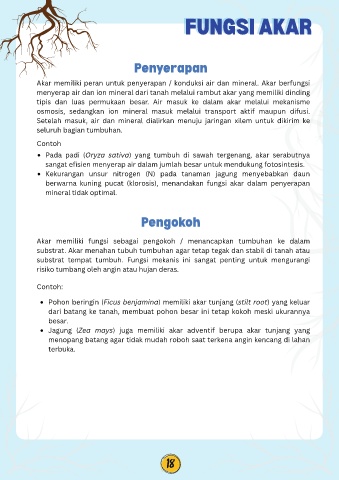 FUNGSI AKAR
Penyerapan
Akar memiliki peran untuk penyerapan / konduksi air dan mineral. Akar berfungsi
menyerap air dan ion mineral dari tanah melalui rambut akar yang memiliki dinding
tipis dan luas permukaan besar. Air masuk ke dalam akar melalui mekanisme
osmosis, sedangkan ion mineral masuk melalui transport aktif maupun difusi.
Setelah masuk, air dan mineral dialirkan menuju jaringan xilem untuk dikirim ke
seluruh bagian tumbuhan.
Contoh
• Pada padi (Oryza sativa) yang tumbuh di sawah tergenang, akar serabutnya
sangat efisien menyerap air dalam jumlah besar untuk mendukung fotosintesis.
• Kekurangan unsur nitrogen (N) pada tanaman jagung menyebabkan daun
berwarna kuning pucat (klorosis), menandakan fungsi akar dalam penyerapan
mineral tidak optimal.
Pengokoh
Akar memiliki fungsi sebagai pengokoh / menancapkan tumbuhan ke dalam
substrat. Akar menahan tubuh tumbuhan agar tetap tegak dan stabil di tanah atau
substrat tempat tumbuh. Fungsi mekanis ini sangat penting untuk mengurangi
risiko tumbang oleh angin atau hujan deras.
Contoh:
• Pohon beringin (Ficus benjamina) memiliki akar tunjang (stilt root) yang keluar
dari batang ke tanah, membuat pohon besar ini tetap kokoh meski ukurannya
besar.
• Jagung (Zea mays) juga memiliki akar adventif berupa akar tunjang yang
menopang batang agar tidak mudah roboh saat terkena angin kencang di lahan
terbuka.
18